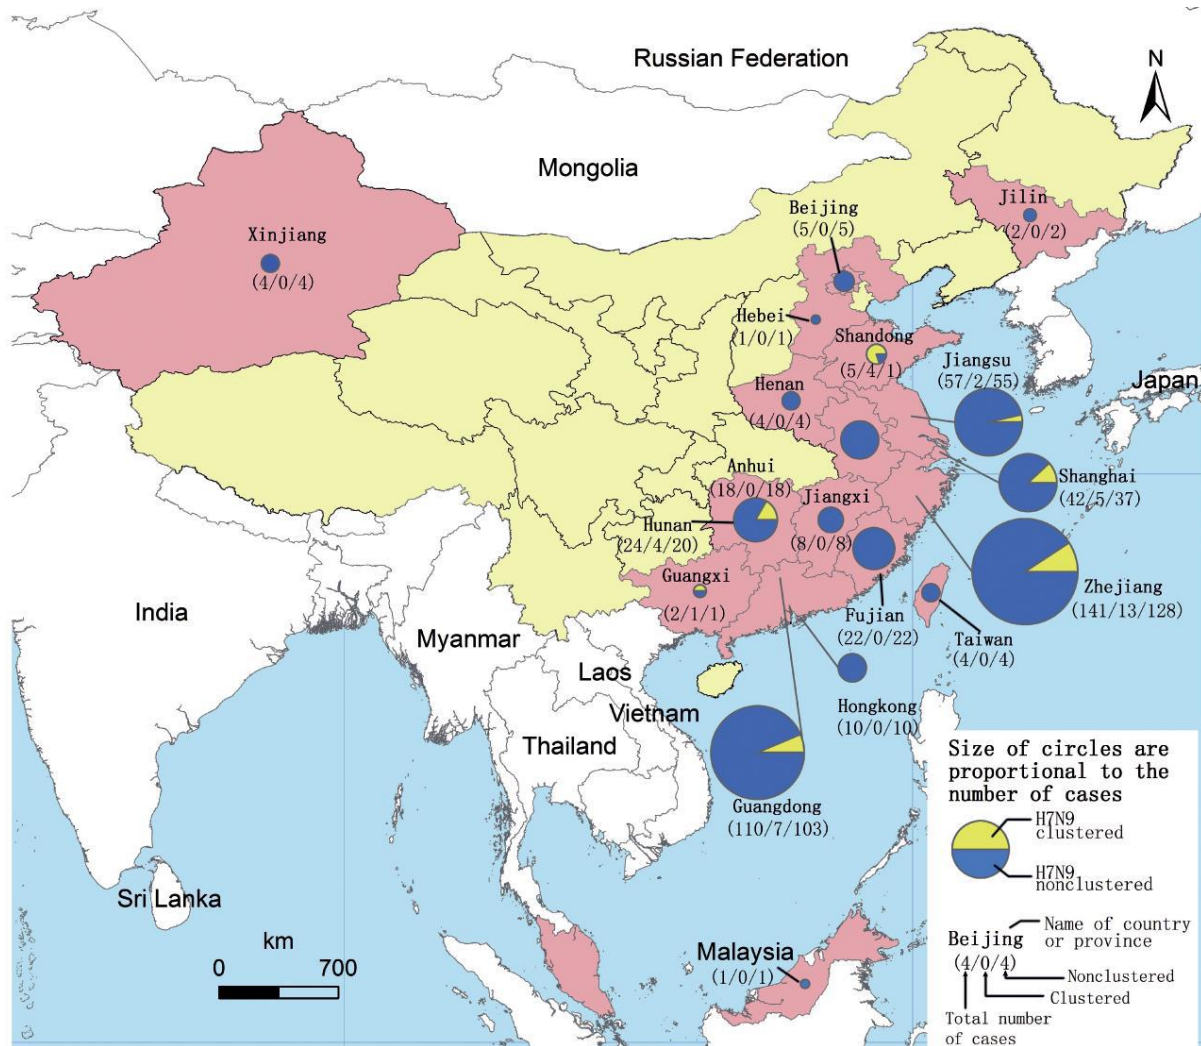 Russian Federation
N
Mongolia
Jilin
(2/0/2)
Beijing
(5/0/5)
Xinjiang
(4/0/4)
Hebei
(1/0/1)
Shandong
(5/4/1)
Jiangsu
(57/2/55)
Japan
Henan
(4/0/4)
Anhui
(18/0/18)
Shanghai
(42/5/37)
Jiangxi
(8/0/8)
Hunan
(24/4/20)
Guangxi
(2/1/1)
Zhejiang
(141/13/128)
Fujian
(22/0/22)
Taiwan
(4/0/4)
India
Myanmar
Laos
Vietnam
Thailand
Hongkong
(10/0/10)
Guangdong
(110/7/103)
Sri Lanka
km
0 700
Malaysia
(1/0/1)
Size of circles are
proportional to the
number of cases
H7N9
clustered
H7N9
nonclustered
Name of country
or province
Beijing
(4/0/4)
Nonclustered
Clustered
Total number
of cases